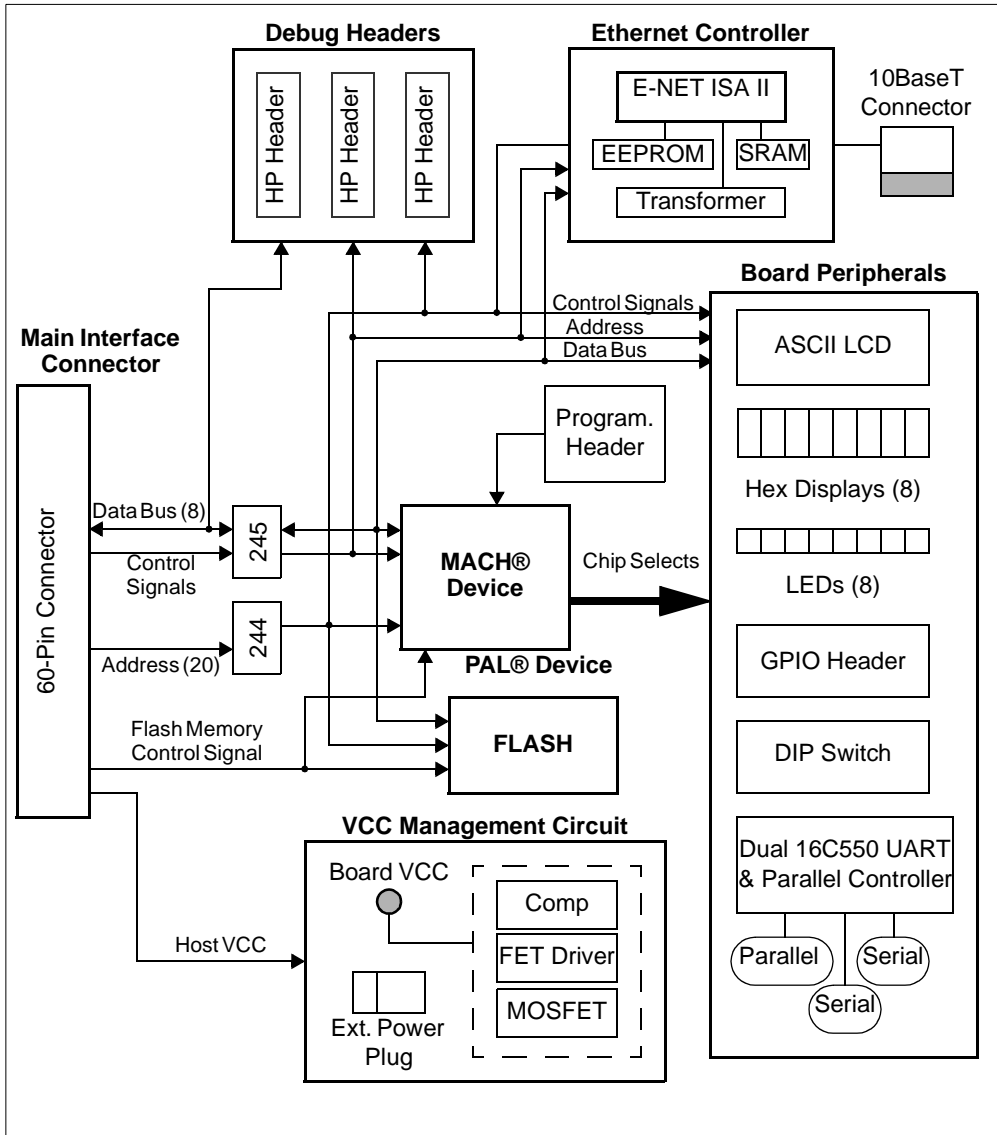 Debug Headers
HP Header
HP Header
HP Header
Ethernet Controller
E-NET ISA II
EEPROM
SRAM
Transformer
10BaseT
Connector
Main Interface
Connector
60-Pin Connector
Data Bus (8)
Control
Signals
Address (20)
Flash Memory
Control Signal
Host VCC
245
244
Control Signals
Address
Data Bus
Program.
Header
MACH®
Device
PAL® Device
Chip Selects
FLASH
Board Peripherals
ASCII LCD
Hex Displays (8)
LEDs (8)
GPIO Header
DIP Switch
Dual 16C550 UART
& Parallel Controller
Parallel
Serial
Serial
VCC Management Circuit
Board VCC
Comp
FET Driver
MOSFET
Ext. Power
Plug